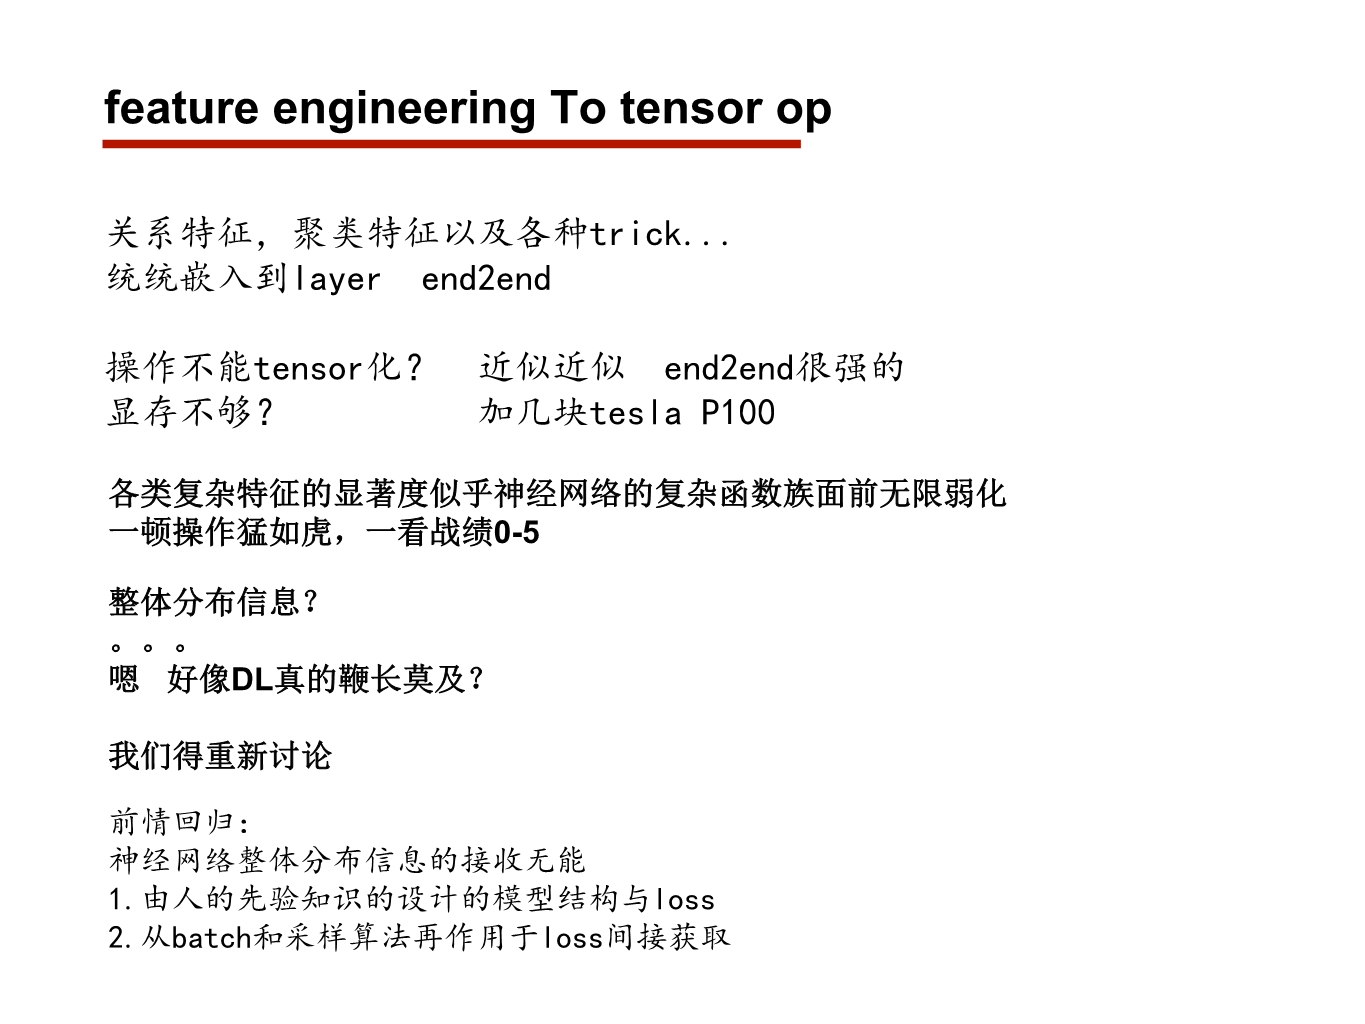 feature engineering To tensor op
关系特征，聚类特征以及各种trick...
统统嵌入到layer  end2end
操作不能tensor化？  近似近似  end2end很强的
显存不够？  加几块tesla P100
各类复杂特征的显著度似乎神经网络的复杂函数族面前无限弱化
一顿操作猛如虎，一看战绩0-5
整体分布信息？
。。。
嗯  好像DL真的鞭长莫及？
我们得重新讨论
前情回归：
神经网络整体分布信息的接收无能
1.由人的先验知识的设计的模型结构与loss
2.从batch和采样算法再作用于loss间接获取